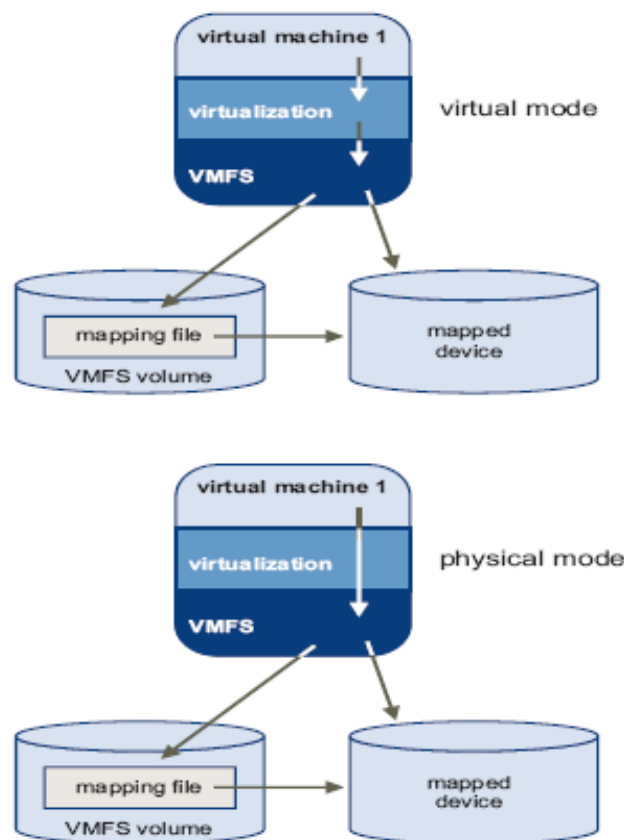 virtual machine 1
virtualization
virtual mode
VMFS
mapping file
VMFS volume
mapped
device
virtual machine 1
virtualization
physical mode
VMFS
mapping file
VMFS volume
mapped
device